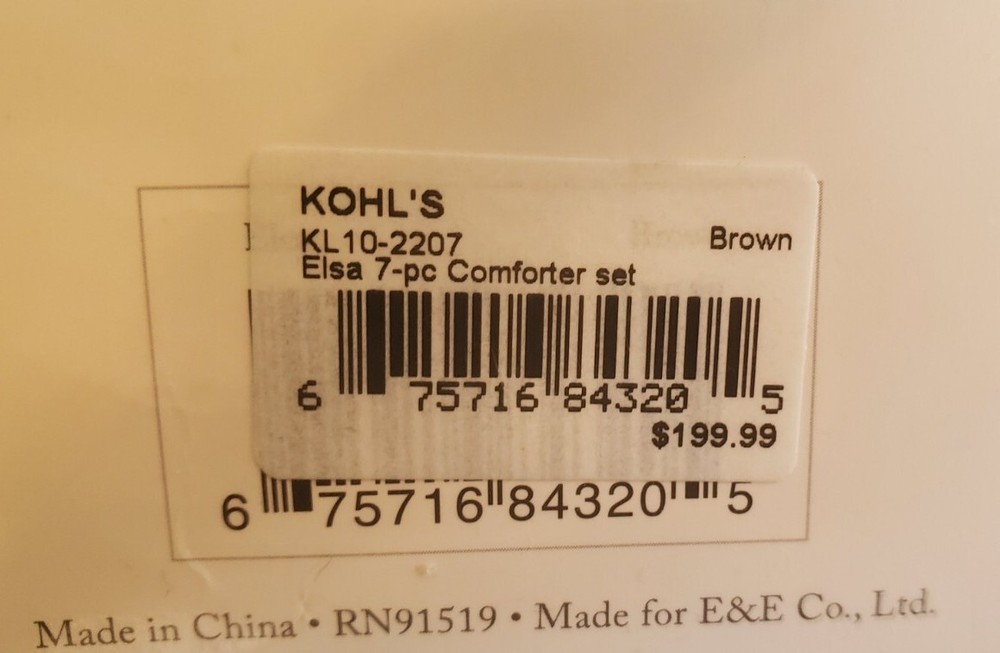 KOHL'S
KL10-2207 Brown
Elsa 7-pc Comforter set
6 75716 84320 5
$199.99
6 75716 84320 5
Made in China • RN91519 • Made for E&E Co., Ltd.